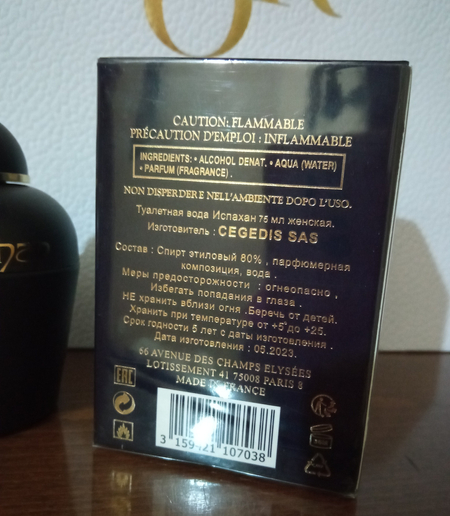 CAUTION: FLAMMABLE
PRÉCAUTION D'EMPLOI : INFLAMMABLE
INGREDIENTS: • ALCOHOL DENAT. • AQUA (WATER)
• PARFUM (FRAGRANCE) .
NON DISPERDERE NELL'AMBIENTE DOPO L'USO.
Туалетная вода Испахан 75 мл женская.
Изготовитель : CEGEDIS SAS
Состав : Спирт этиловый 80% , парфюмерная
композиция, вода .
Меры предосторожности : огнеопасно ,
Избегать попадания в глаза .
НЕ хранить вблизи огня .Беречь от детей.
Хранить при температуре от +5 до +25.
Срок годности 5 лет с даты изготовления .
Дата изготовления : 05.2023.
66 AVENUE DES CHAMPS ELYSÉES
LOTISSEMENT 41 75008 PARIS 8
MADE IN FRANCE
EAC
3 159421 107038